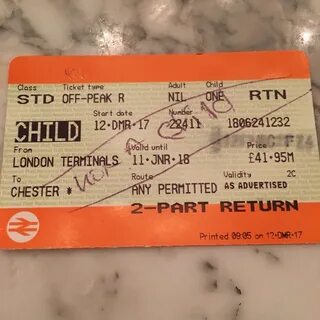 Class Ticket type Adult Child
STD OFF-PEAK R NIL ONE RTN
Start date Number
CHILD 12·DMR·17 22411 1806241232
From Valid until Price
LONDON TERMINALS 11·JNR·18 £41·95M
To Route Validity 2C
CHESTER * ANY PERMITTED AS ADVERTISED
2-PART RETURN
Printed 09:05 on 12·DMR·17